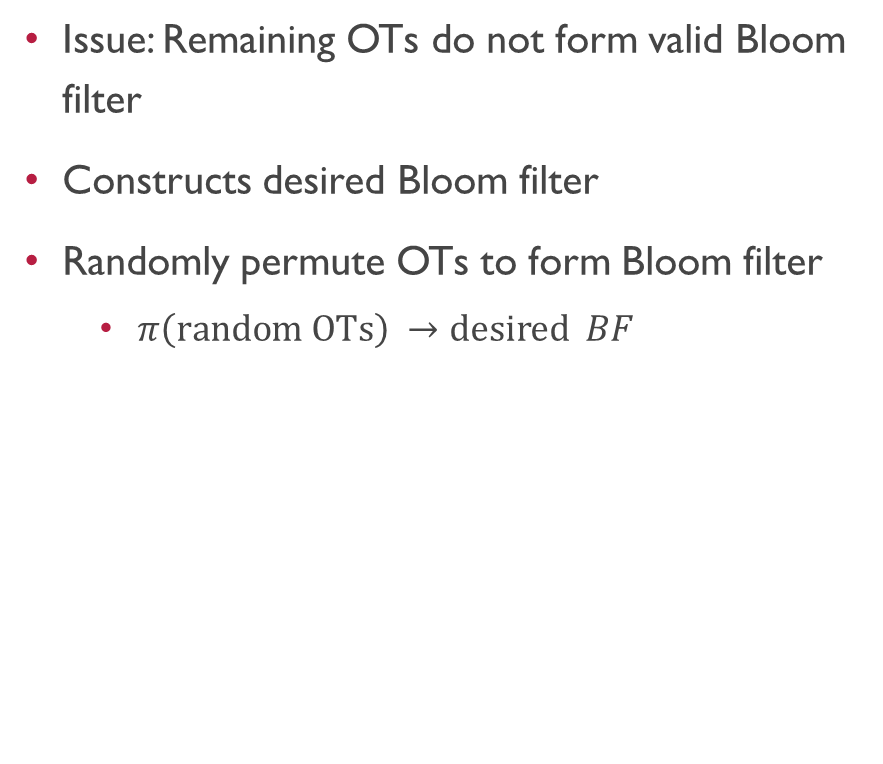 • Issue: Remaining OTs do not form valid Bloom
filter
• Constructs desired Bloom filter
• Randomly permute OTs to form Bloom filter
• π(random OTs) → desired BF